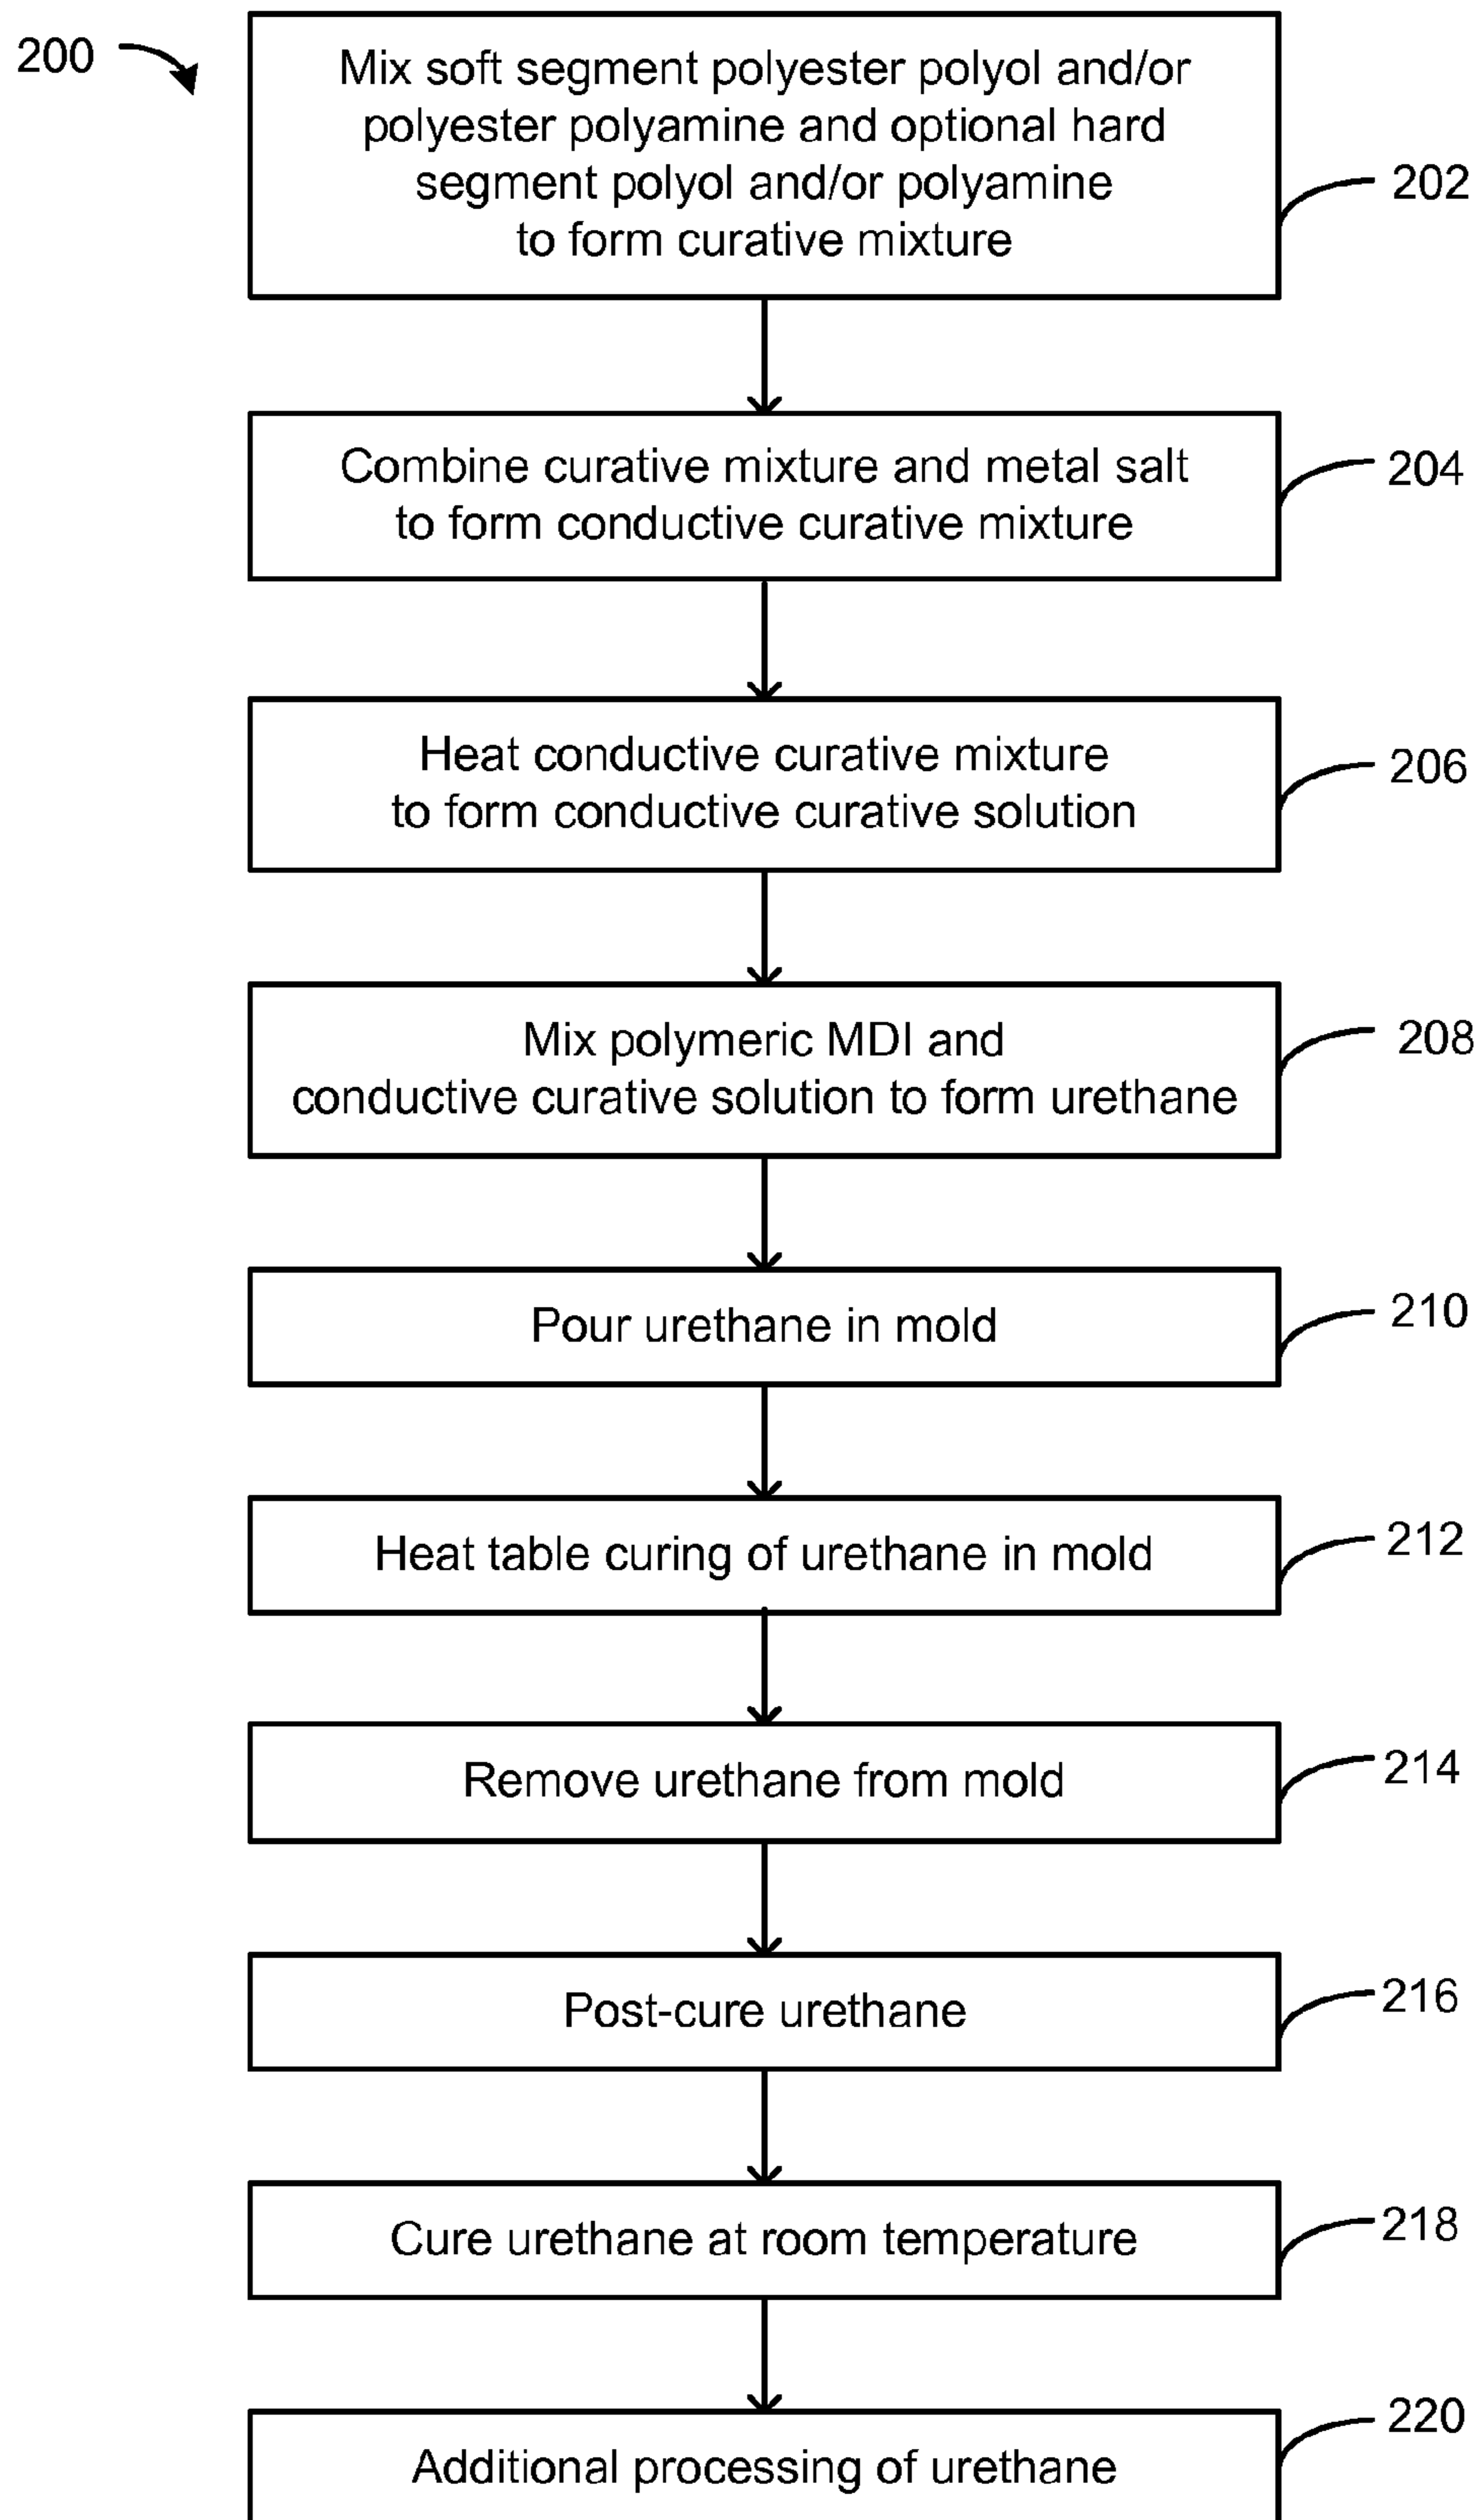 200
Mix soft segment polyester polyol and/or
polyester polyamine and optional hard
segment polyol and/or polyamine
to form curative mixture
202
Combine curative mixture and metal salt
to form conductive curative mixture
204
Heat conductive curative mixture
to form conductive curative solution
206
Mix polymeric MDI and
conductive curative solution to form urethane
208
Pour urethane in mold
210
Heat table curing of urethane in mold
212
Remove urethane from mold
214
Post-cure urethane
216
Cure urethane at room temperature
218
Additional processing of urethane
220